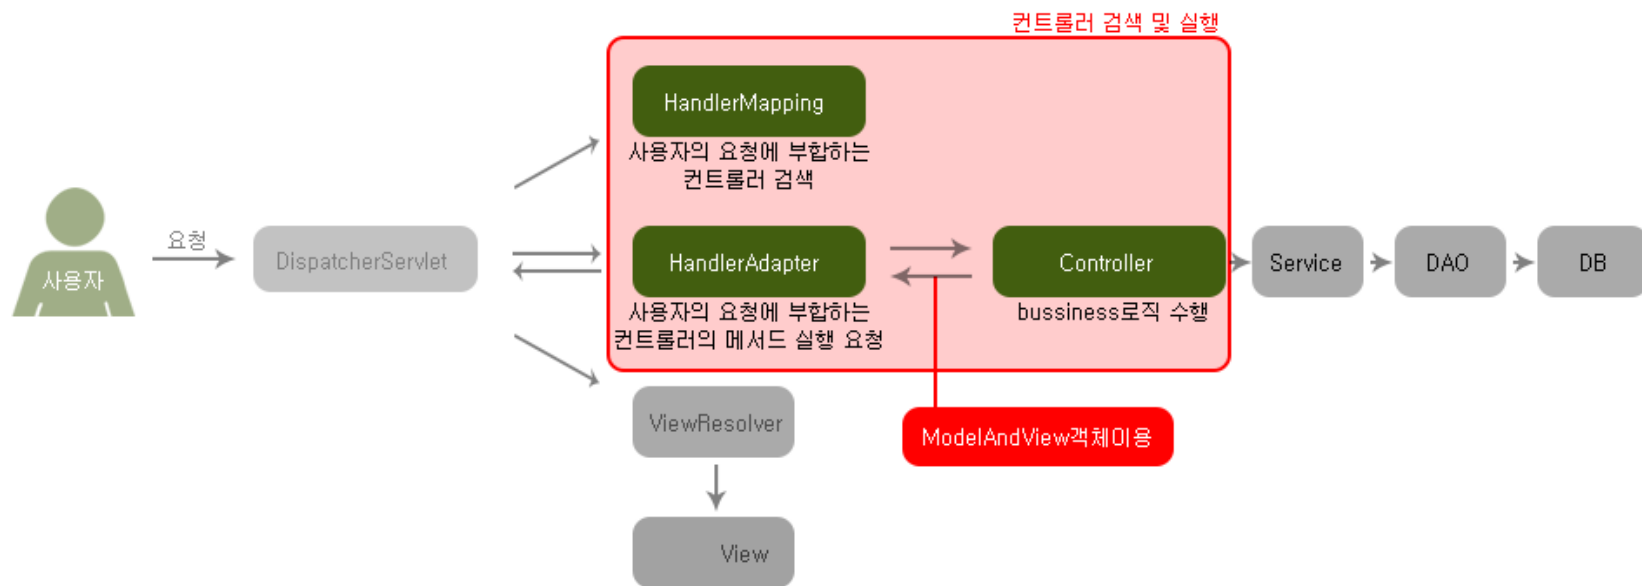 컨트롤러 검색 및 실행
HandlerMapping
사용자의 요청에 부합하는
컨트롤러 검색
사용자
요청
DispatcherServlet
HandlerAdapter
사용자의 요청에 부합하는
컨트롤러의 메서드 실행 요청
Controller
bussiness로직 수행
Service
DAO
DB
ViewResolver
ModelAndView객체이용
View